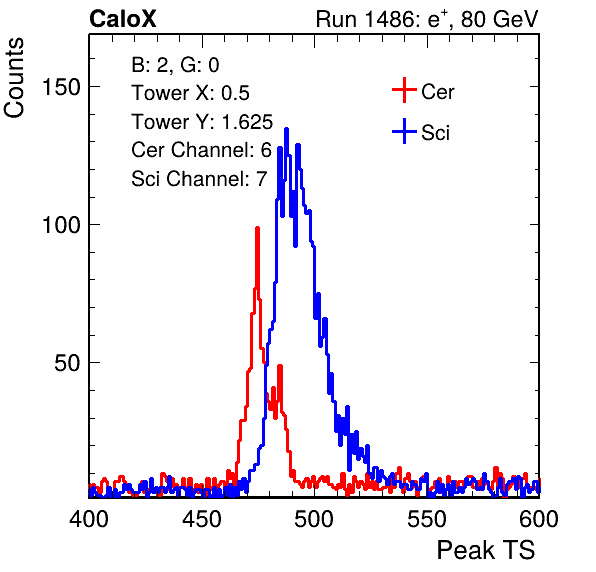 CaloX Run 1486: e⁺, 80 GeV
Counts
B: 2, G: 0
Tower X: 0.5
Tower Y: 1.625
Cer Channel: 6
Sci Channel: 7
Cer
Sci
150
100
50
400 450 500 550 600
Peak TS